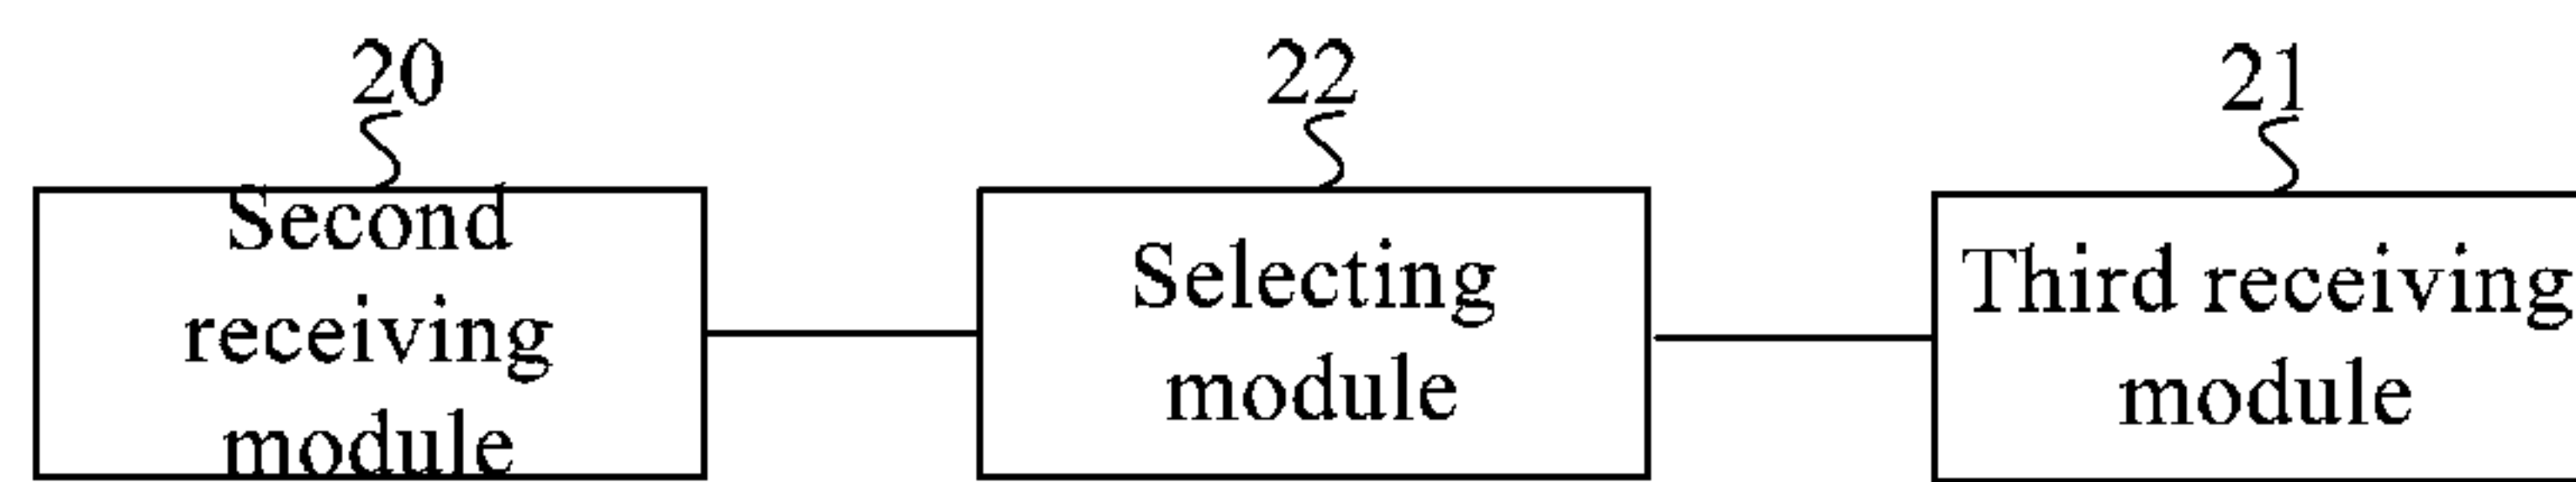 20
22
21
Second
receiving
module
Selecting
module
Third receiving
module